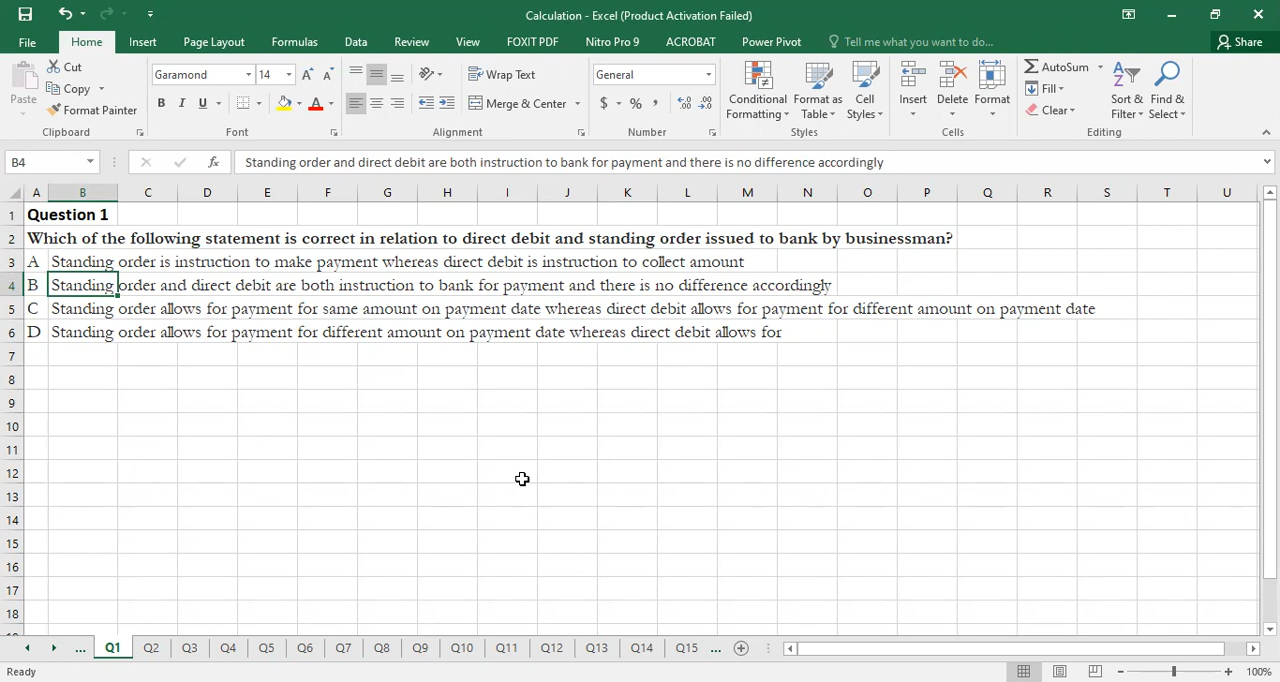 Calculation - Excel (Product Activation Failed)
File Home Insert Page Layout Formulas Data Review View FOXIT PDF Nitro Pro 9 ACROBAT Power Pivot Tell me what you want to do... Share
Paste
Cut
Copy
Format Painter
Clipboard
Garamond 14
B I U A
Font
Wrap Text
Merge & Center
Alignment
General
$ % ,
Number
Conditional Formatting
Format as Table
Cell Styles
Styles
Insert Delete Format
Cells
AutoSum
Fill
Clear
Sort & Filter
Find & Select
Editing
B4 fx Standing order and direct debit are both instruction to bank for payment and there is no difference accordingly
A B C D E F G H I J K L M N O P Q R S T U
1 Question 1
2 Which of the following statement is correct in relation to direct debit and standing order issued to bank by businessman?
3 A Standing order is instruction to make payment whereas direct debit is instruction to collect amount
4 B Standing order and direct debit are both instruction to bank for payment and there is no difference accordingly
5 C Standing order allows for payment for same amount on payment date whereas direct debit allows for payment for different amount on payment date
6 D Standing order allows for payment for different amount on payment date whereas direct debit allows for
7
8
9
10
11
12
13
14
15
16
17
18
... Q1 Q2 Q3 Q4 Q5 Q6 Q7 Q8 Q9 Q10 Q11 Q12 Q13 Q14 Q15 ...
Ready 100%